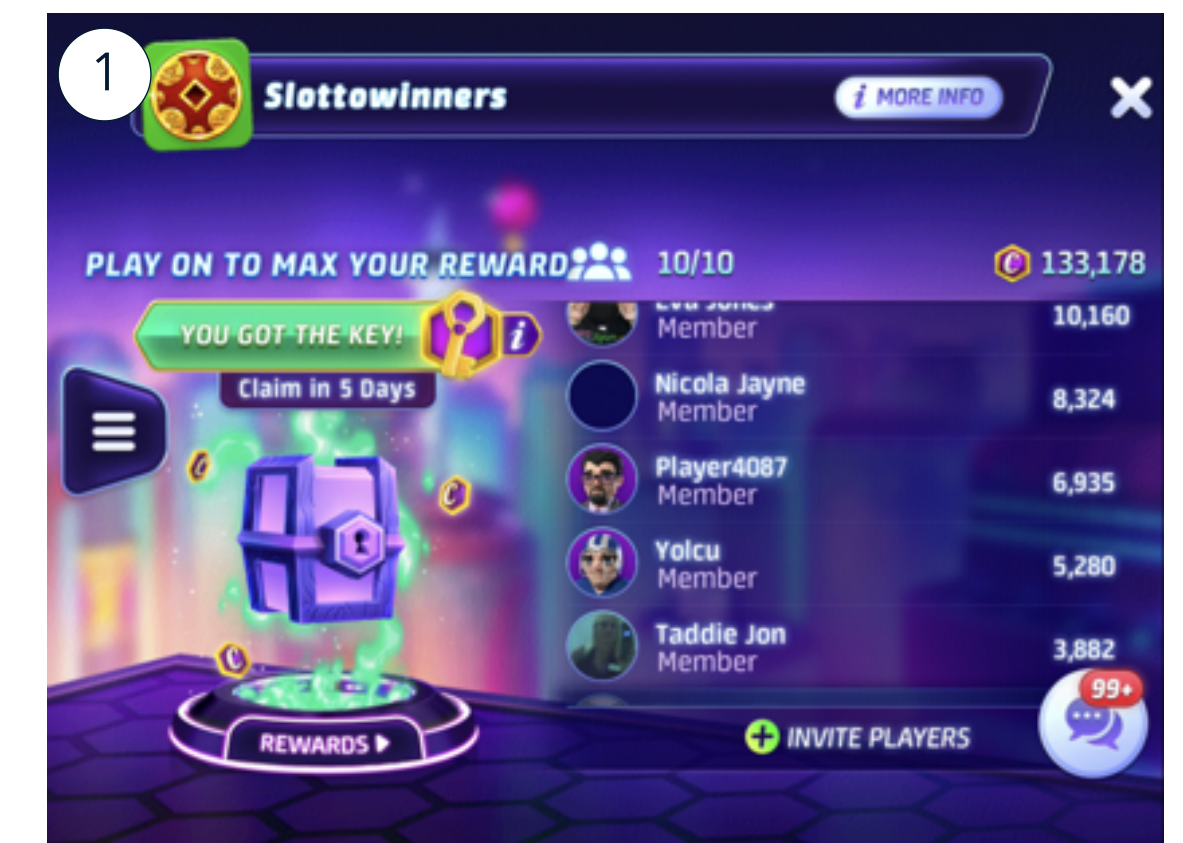 1
Slottowinners
i MORE INFO
PLAY ON TO MAX YOUR REWARD
10/10
C 133,178
YOU GOT THE KEY!
i
Claim in 5 Days
REWARDS
Eva Jones
Member
10,160
Nicola Jayne
Member
8,324
Player4087
Member
6,935
Yolcu
Member
5,280
Taddie Jon
Member
3,882
99+
INVITE PLAYERS